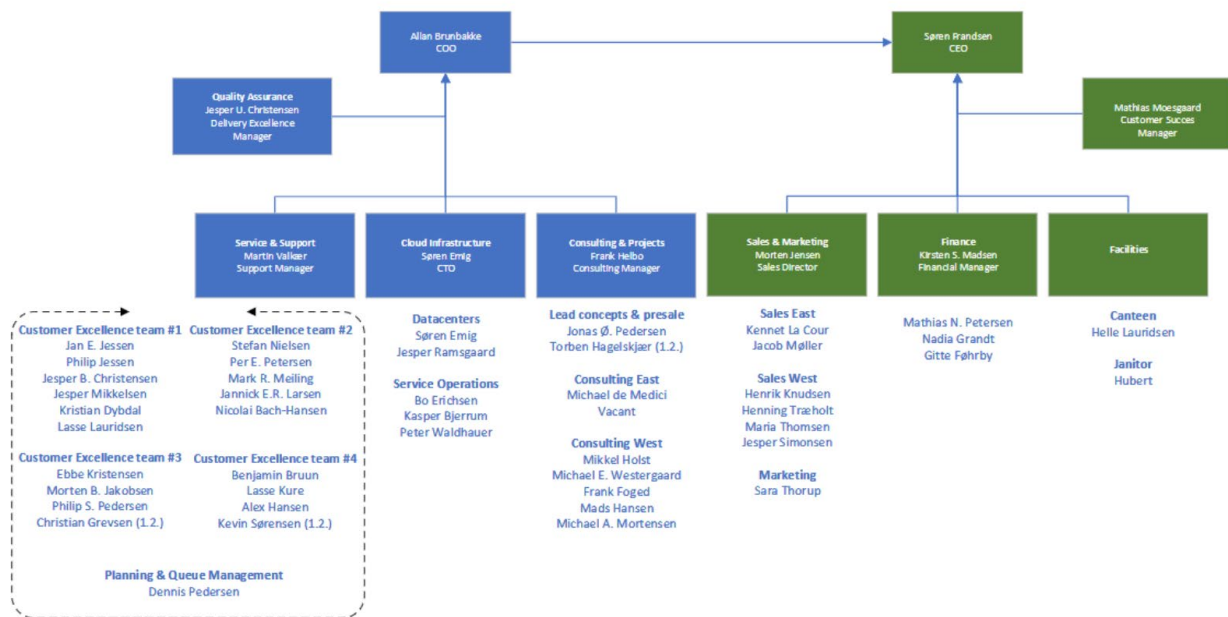 Allan Brunbakke
COO
Søren Frandsen
CEO
Quality Assurance
Jesper U. Christensen
Delivery Excellence
Manager
Mathias Moesgaard
Customer Succes
Manager
Service & Support
Martin Valkær
Support Manager
Cloud Infrastructure
Søren Emig
CTO
Consulting & Projects
Frank Helbo
Consulting Manager
Sales & Marketing
Morten Jensen
Sales Director
Finance
Kirsten S. Madsen
Financial Manager
Facilities
Customer Excellence team #1
Jan E. Jessen
Philip Jessen
Jesper B. Christensen
Jesper Mikkelsen
Kristian Dybdal
Lasse Lauridsen
Customer Excellence team #2
Stefan Nielsen
Per E. Petersen
Mark R. Meiling
Jannick E.R. Larsen
Nicolai Bach-Hansen
Customer Excellence team #3
Ebbe Kristensen
Morten B. Jakobsen
Philip S. Pedersen
Christian Grevsen (1.2.)
Customer Excellence team #4
Benjamin Bruun
Lasse Kure
Alex Hansen
Kevin Sørensen (1.2.)
Planning & Queue Management
Dennis Pedersen
Datacenters
Søren Emig
Jesper Ramsgaard
Service Operations
Bo Erichsen
Kasper Bjerrum
Peter Waldhauer
Lead concepts & presale
Jonas Ø. Pedersen
Torben Hagelskjær (1.2.)
Consulting East
Michael de Medici
Vacant
Consulting West
Mikkel Holst
Michael E. Westergaard
Frank Foged
Mads Hansen
Michael A. Mortensen
Sales East
Kennet La Cour
Jacob Møller
Sales West
Henrik Knudsen
Henning Træholt
Maria Thomsen
Jesper Simonsen
Marketing
Sara Thorup
Mathias N. Petersen
Nadia Grandt
Gitte Føhrby
Canteen
Helle Lauridsen
Janitor
Hubert